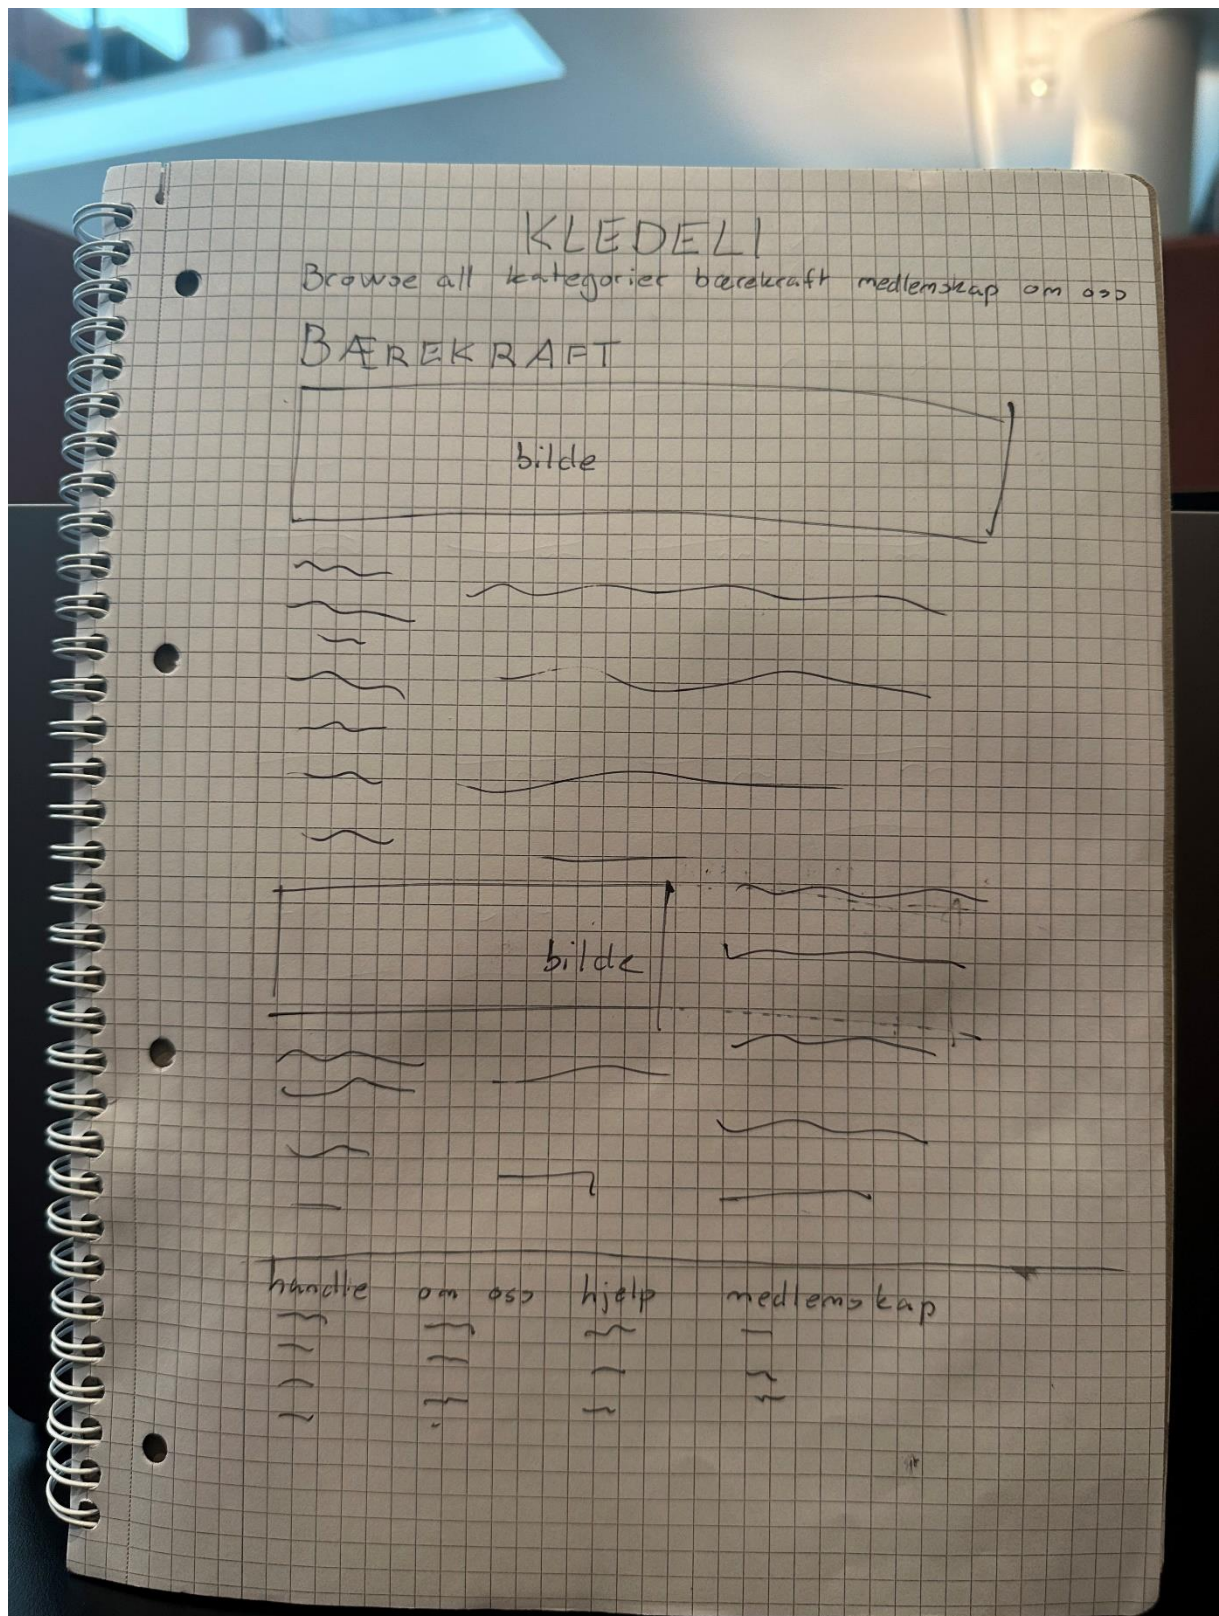 KLEDELI
Browse all kategorier bærekraft medlemskap om oss
BÆREKRAFT
bilde
bilde
handle om oss hjelp medlemskap